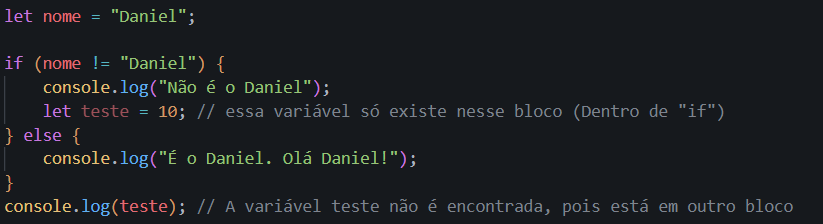 let nome = "Daniel";
if (nome != "Daniel") {
console.log("Não é o Daniel");
let teste = 10; // essa variável só existe nesse bloco (Dentro de "if")
} else {
console.log("É o Daniel. Olá Daniel!");
}
console.log(teste); // A variável teste não é encontrada, pois está em outro bloco